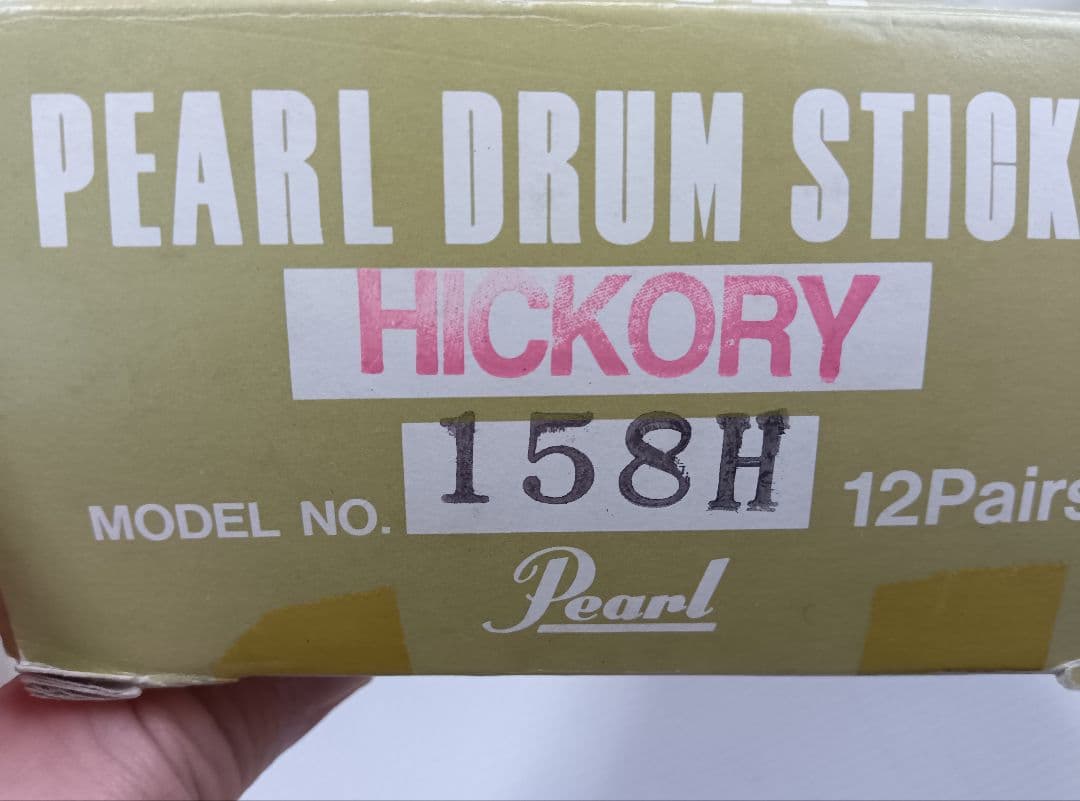 PEARL DRUM STICK
HICKORY
MODEL NO. 158H 12Pairs
Pearl